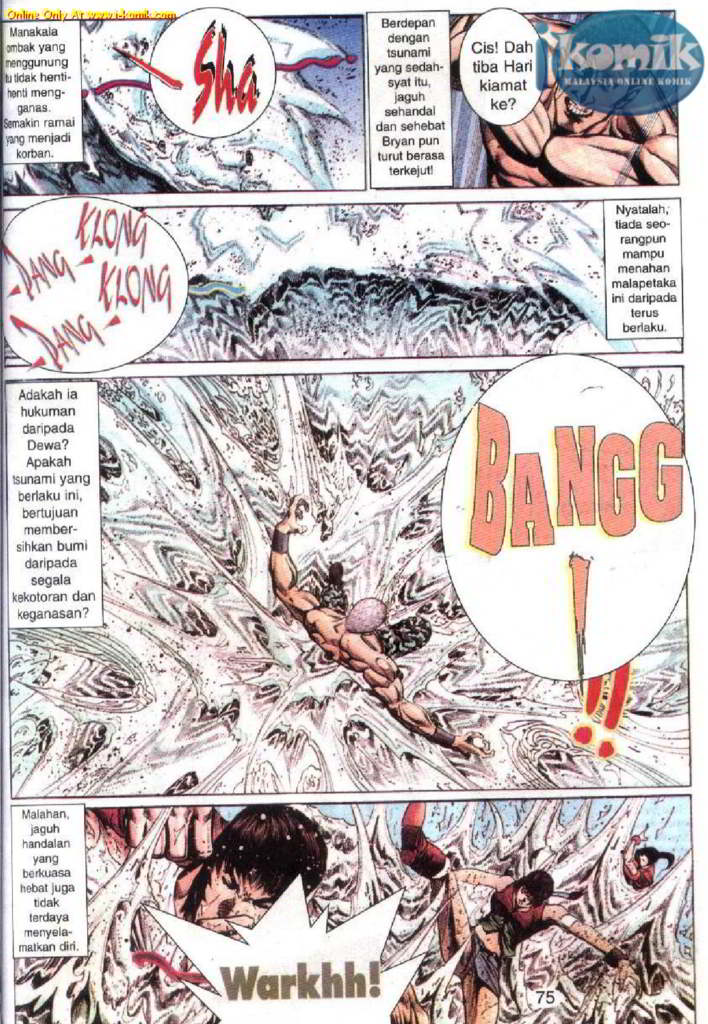 Online Only At www.i-komik.com
Manakala
ombak yang
menggunung
itu tidak henti-
henti meng-
ganas.
Semakin ramai
yang menjadi
korban.
Sha
Berdepan
dengan
tsunami
yang sedah-
syat itu,
jaguh
sehandal
dan sehebat
Bryan pun
turut berasa
terkejut!
Cis! Dah
tiba Hari
kiamat
ke?
ikomik
MALAYSIA ONLINE KOMIK
KLONG
DANG
KLONG
DANG
Nyatalah,
tiada seo-
rangpun
mampu
menahan
malapetaka
ini daripada
terus
berlaku.
Adakah ia
hukuman
daripada
Dewa?
Apakah
tsunami yang
berlaku ini,
bertujuan
member-
sihkan bumi
daripada
segala
kekotoran dan
keganasan?
BANGG
!
!!
Malahan,
jaguh
handalan
yang
berkuasa
hebat juga
tidak
terdaya
menyela-
matkan diri.
Warkhh!
75